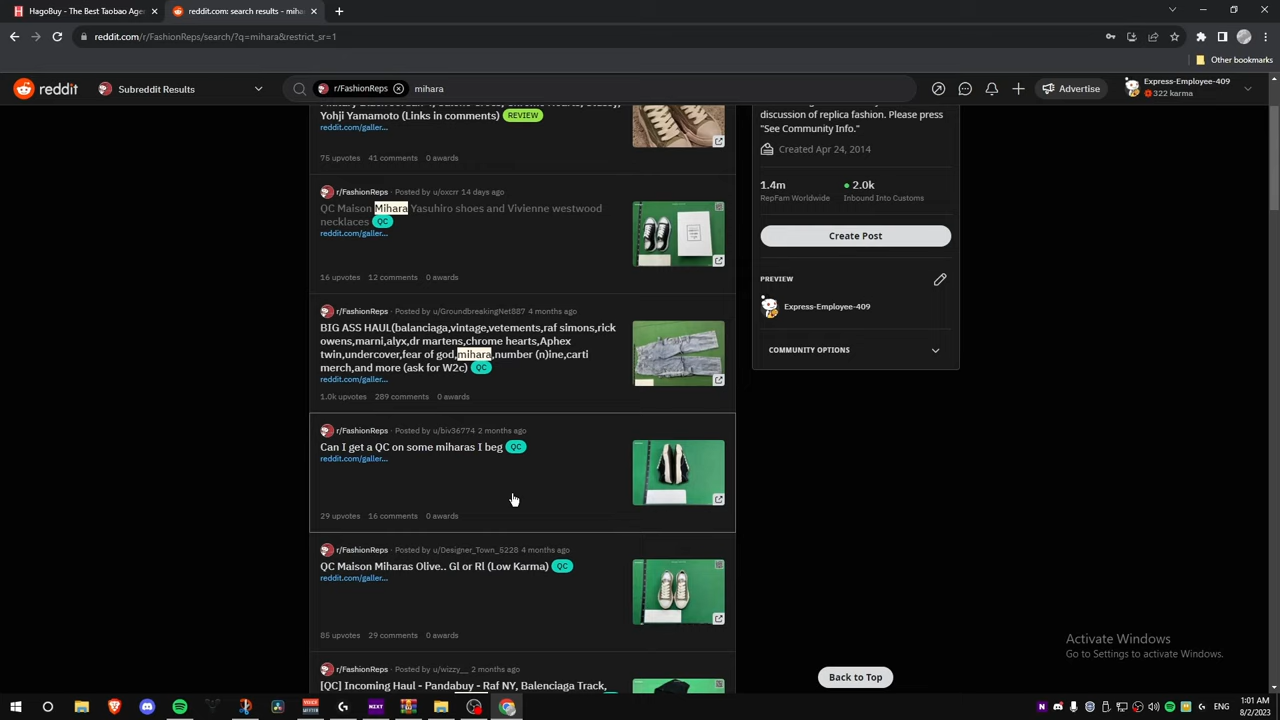 HagoBuy - The Best Taobao Agen
reddit.com: search results - miha
reddit.com/r/FashionReps/search/?q=mihara&restrict_sr=1
Other bookmarks
reddit
Subreddit Results
r/FashionReps
mihara
Advertise
Express-Employee-409
322 karma
Yohji Yamamoto (Links in comments) REVIEW
reddit.com/galler...
75 upvotes 41 comments 0 awards
r/FashionReps · Posted by u/oxcrr 14 days ago
QC Maison Mihara Yasuhiro shoes and Vivienne westwood
necklaces QC
reddit.com/galler...
16 upvotes 12 comments 0 awards
r/FashionReps · Posted by u/GroundbreakingNet887 4 months ago
BIG ASS HAUL(balanciaga,vintage,vetements,raf simons,rick
owens,marni,alyx,dr martens,chrome hearts,Aphex
twin,undercover,fear of god,mihara,number (n)ine,carti
merch,and more (ask for W2c) QC
reddit.com/galler...
1.0k upvotes 289 comments 0 awards
r/FashionReps · Posted by u/biv36774 2 months ago
Can I get a QC on some miharas I beg QC
reddit.com/galler...
29 upvotes 16 comments 0 awards
r/FashionReps · Posted by u/Designer_Town_5228 4 months ago
QC Maison Miharas Olive.. Gl or Rl (Low Karma) QC
reddit.com/galler...
85 upvotes 29 comments 0 awards
r/FashionReps · Posted by u/wizzy__ 2 months ago
[QC] Incoming Haul - Pandabuy - Raf NY, Balenciaga Track,
discussion of replica fashion. Please press
"See Community Info."
Created Apr 24, 2014
1.4m 2.0k
RepFam Worldwide Inbound Into Customs
Create Post
PREVIEW
Express-Employee-409
COMMUNITY OPTIONS
Back to Top
Activate Windows
Go to Settings to activate Windows.
NEXT
ENG
1:01 AM
8/2/2023